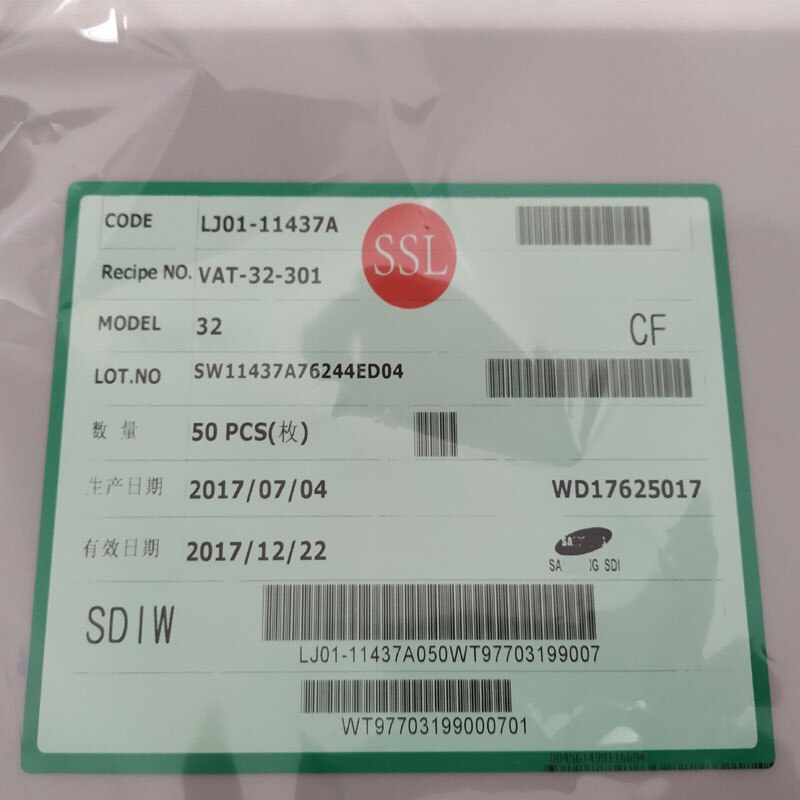 CODE LJ01-11437A
SSL
Recipe NO. VAT-32-301
MODEL 32
CF
LOT.NO SW11437A76244ED04
数量 50 PCS(枚)
生产日期 2017/07/04 WD17625017
有效日期 2017/12/22
SA G SDI
SDIW
LJ01-11437A050WT97703199007
WT97703199000701